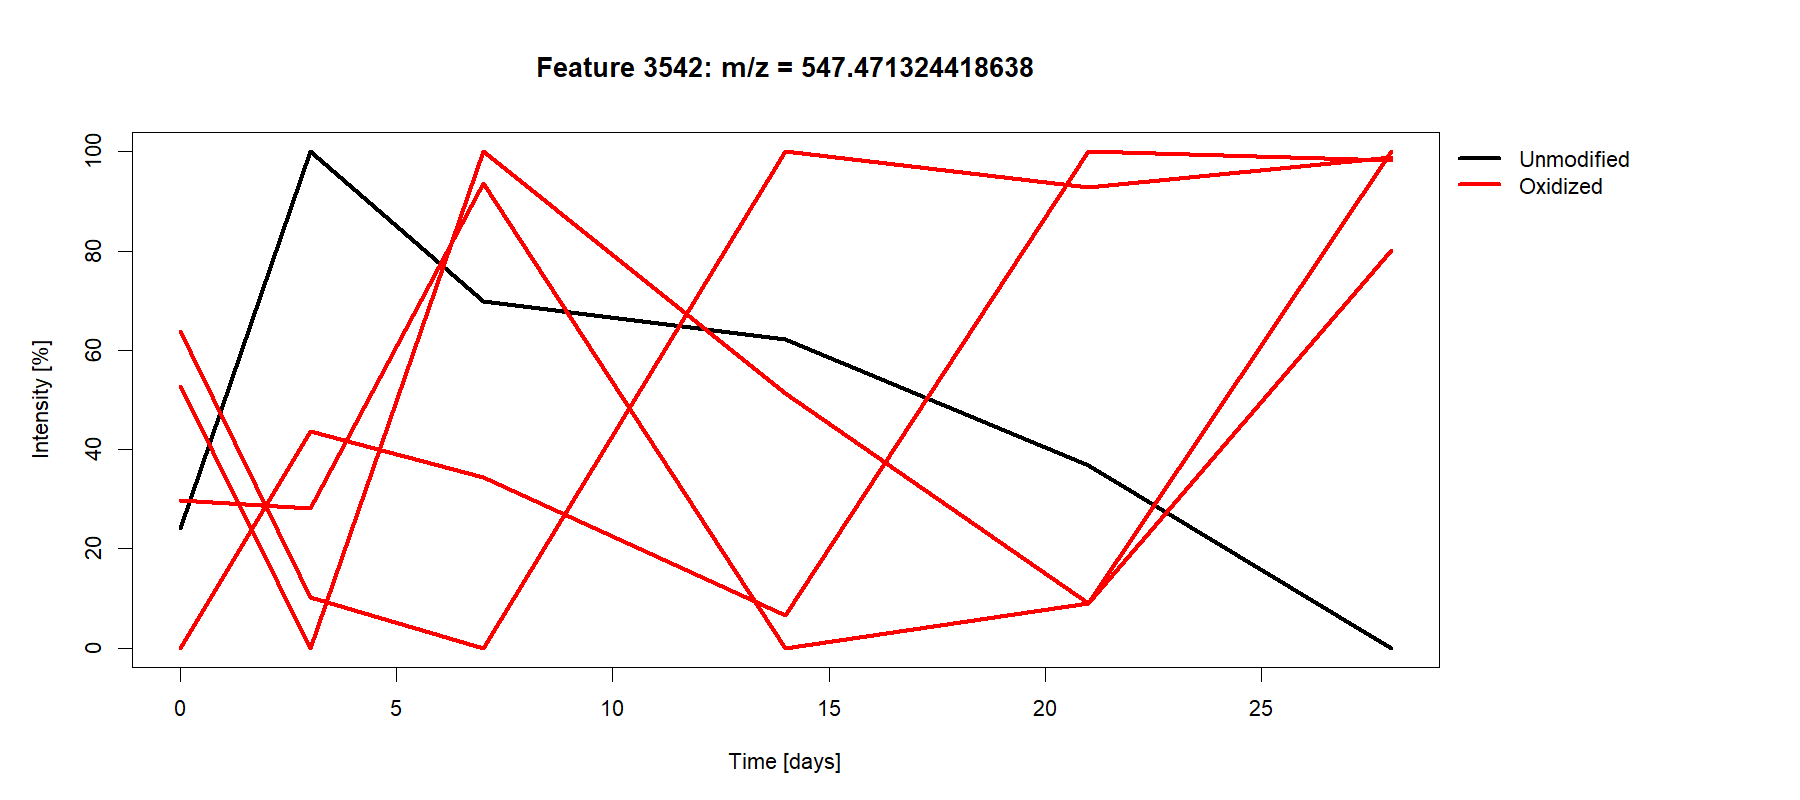 Feature 3542: m/z = 547.471324418638
Unmodified
Oxidized
Intensity [%]
100
80
60
40
20
0
0 5 10 15 20 25
Time [days]